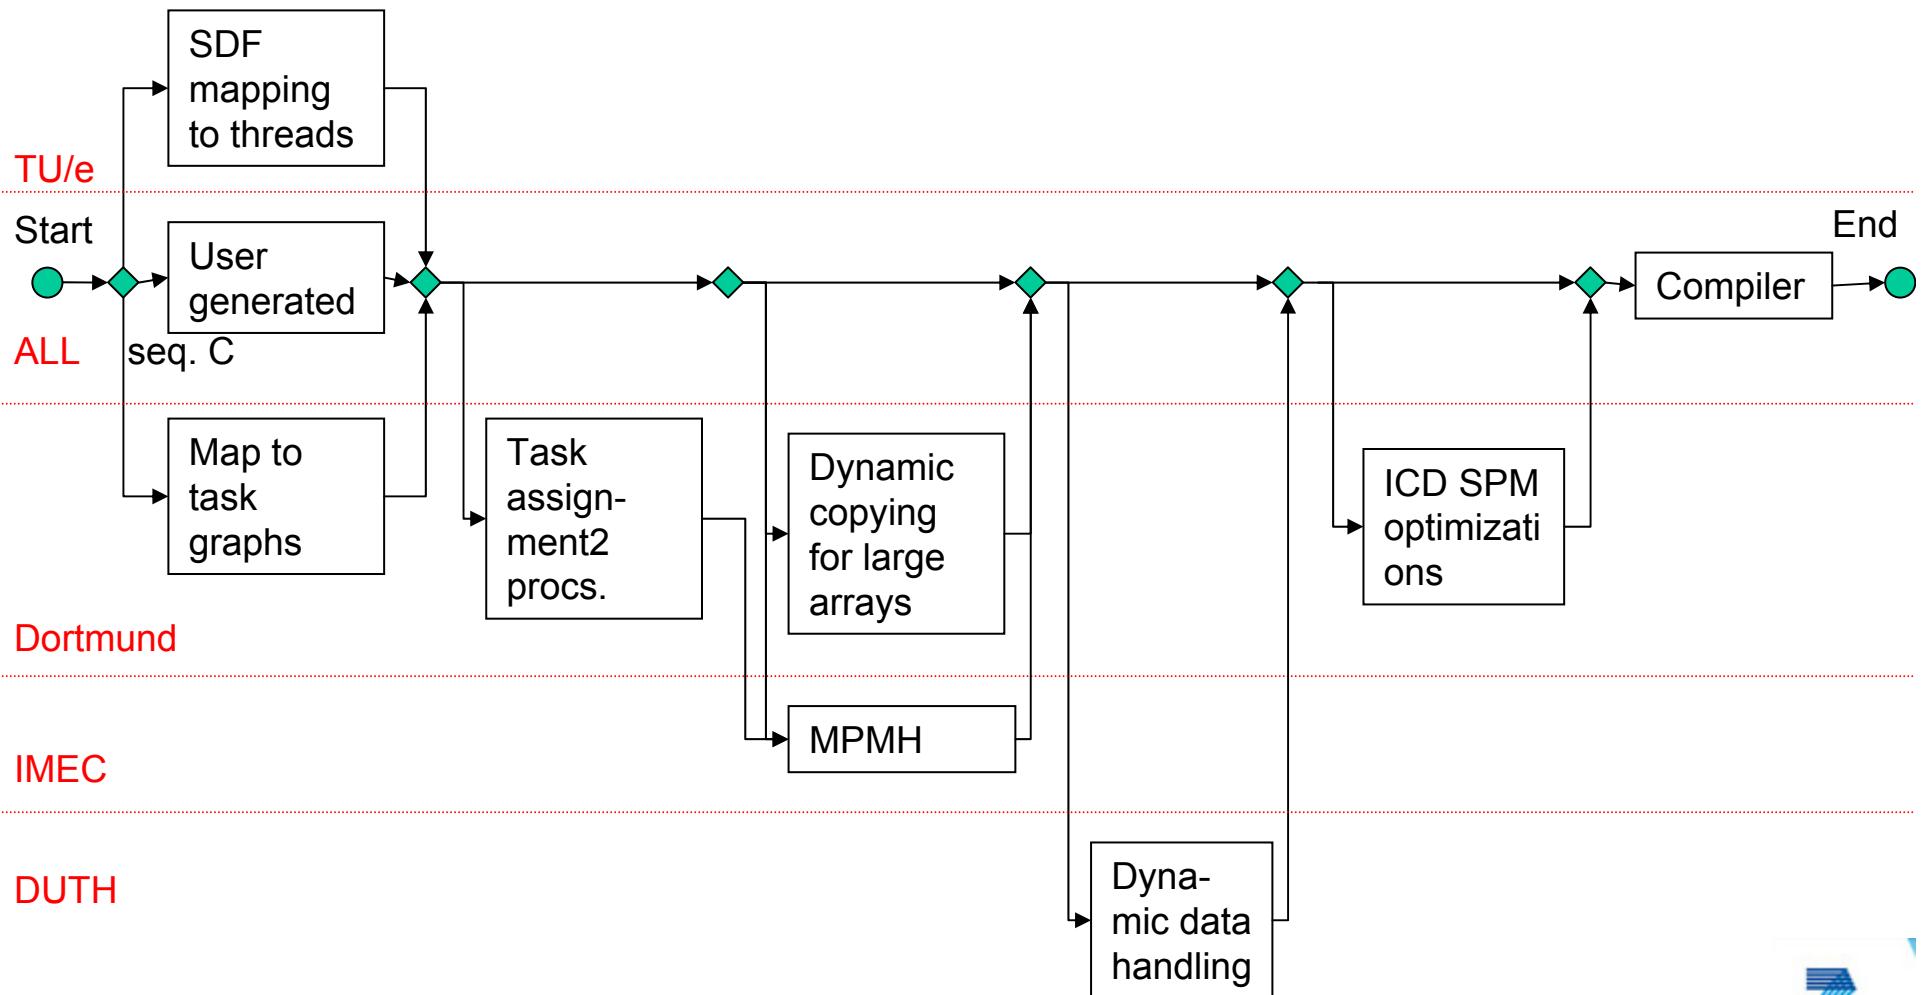 SDF
mapping
to threads
TU/e
Start
End
User
generated
Compiler
ALL
seq. C
Map to
task
graphs
Task
assign-
ment2
procs.
Dynamic
copying
for large
arrays
ICD SPM
optimizati
ons
Dortmund
MPMH
IMEC
DUTH
Dyna-
mic data
handling